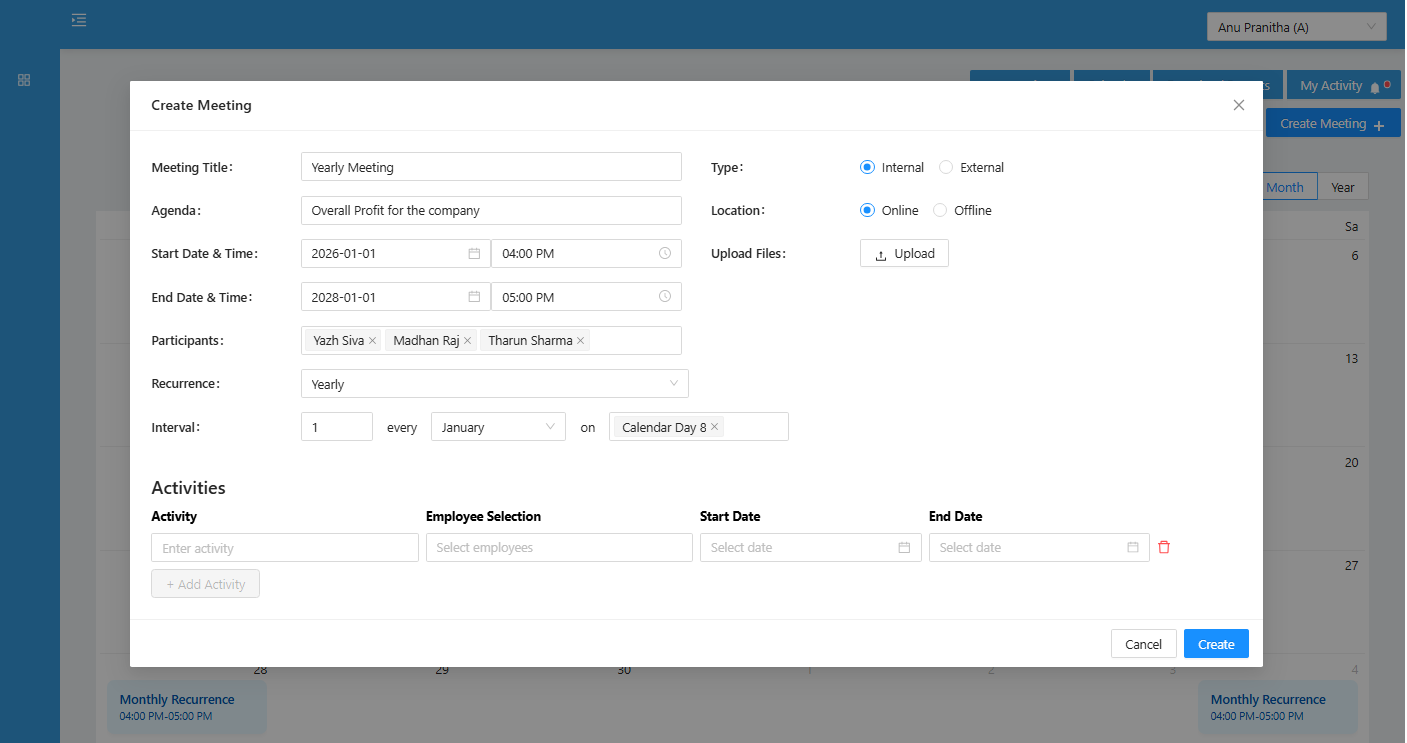 Anu Pranitha (A)
My Activity 0
Create Meeting
Create Meeting +
Meeting Title:
Yearly Meeting
Type:
Internal
External
Month
Year
Agenda:
Overall Profit for the company
Location:
Online
Offline
Sa
Start Date & Time:
2026-01-01
04:00 PM
Upload Files:
Upload
6
End Date & Time:
2028-01-01
05:00 PM
Participants:
Yazh Siva ×
Madhan Raj ×
Tharun Sharma ×
13
Recurrence:
Yearly
Interval:
1
every
January
on
Calendar Day 8 ×
20
Activities
Activity
Employee Selection
Start Date
End Date
Enter activity
Select employees
Select date
Select date
27
+ Add Activity
Cancel
Create
28
29
30
1
2
3
4
Monthly Recurrence
04:00 PM-05:00 PM
Monthly Recurrence
04:00 PM-05:00 PM